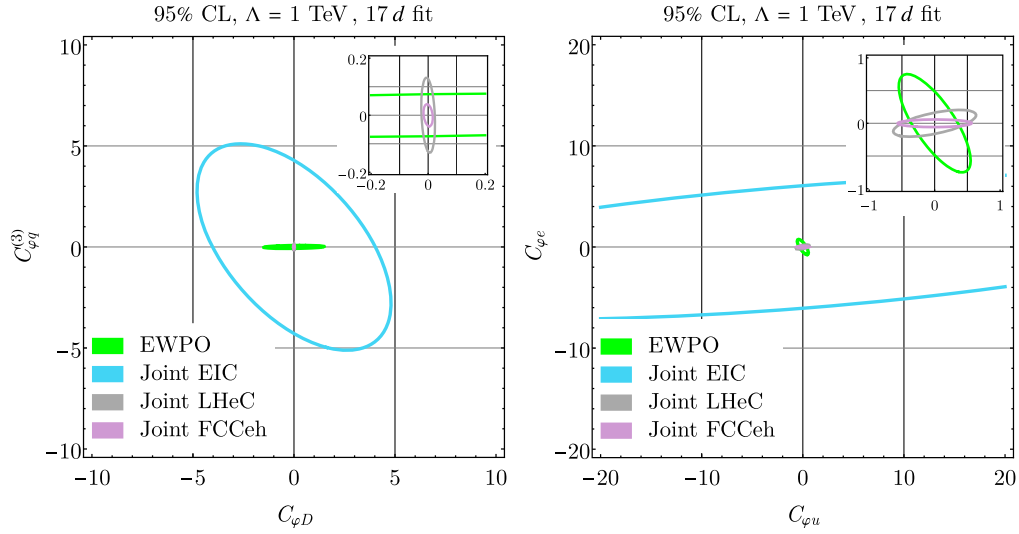 95% CL, Λ = 1 TeV , 17 d fit
10
5
0
−5
−10
C_{φq}^{(3)}
0.2
0
−0.2
−0.2
0
0.2
EWPO
Joint EIC
Joint LHeC
Joint FCCeh
−10
−5
0
5
10
C_{φD}
95% CL, Λ = 1 TeV , 17 d fit
20
10
0
−10
−20
C_{φe}
1
0
−1
−1
0
1
EWPO
Joint EIC
Joint LHeC
Joint FCCeh
−20
−10
0
10
20
C_{φu}